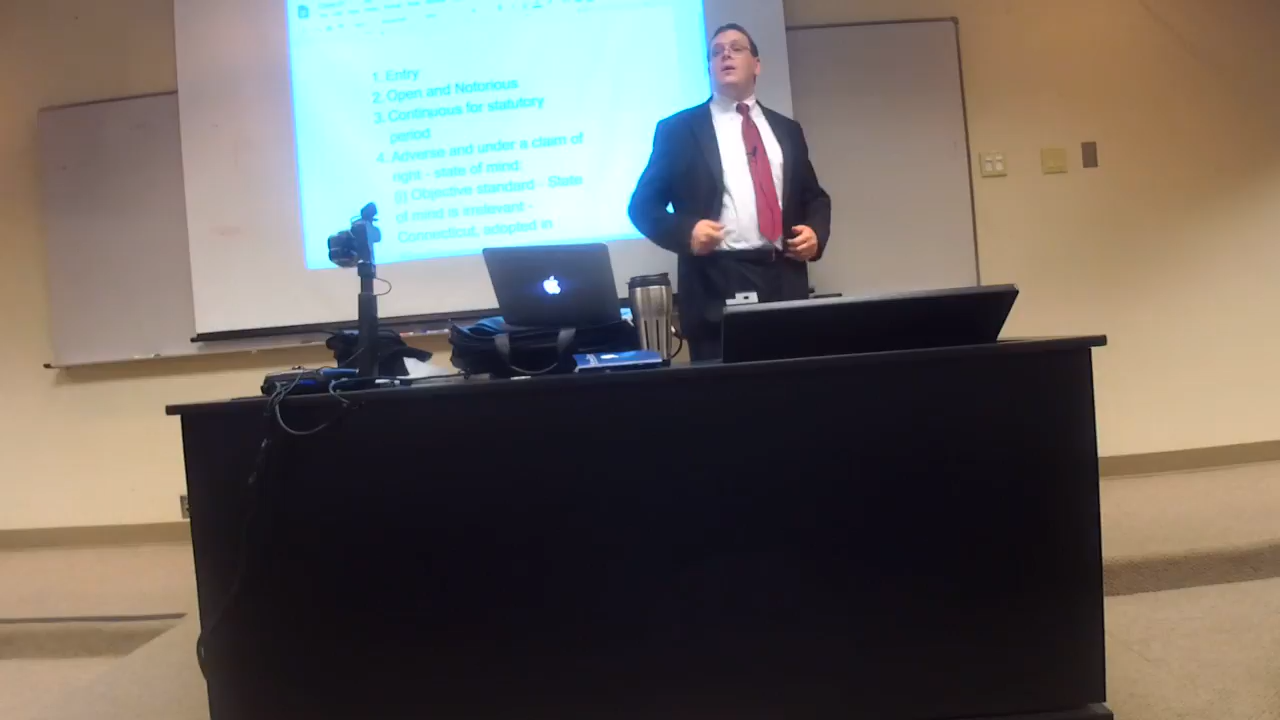 1. Entry
2. Open and Notorious
3. Continuous for statutory
period
4. Adverse and under a claim of
right - state of mind:
(i) Objective standard - State
of mind is irrelevant -
Connecticut, adopted in